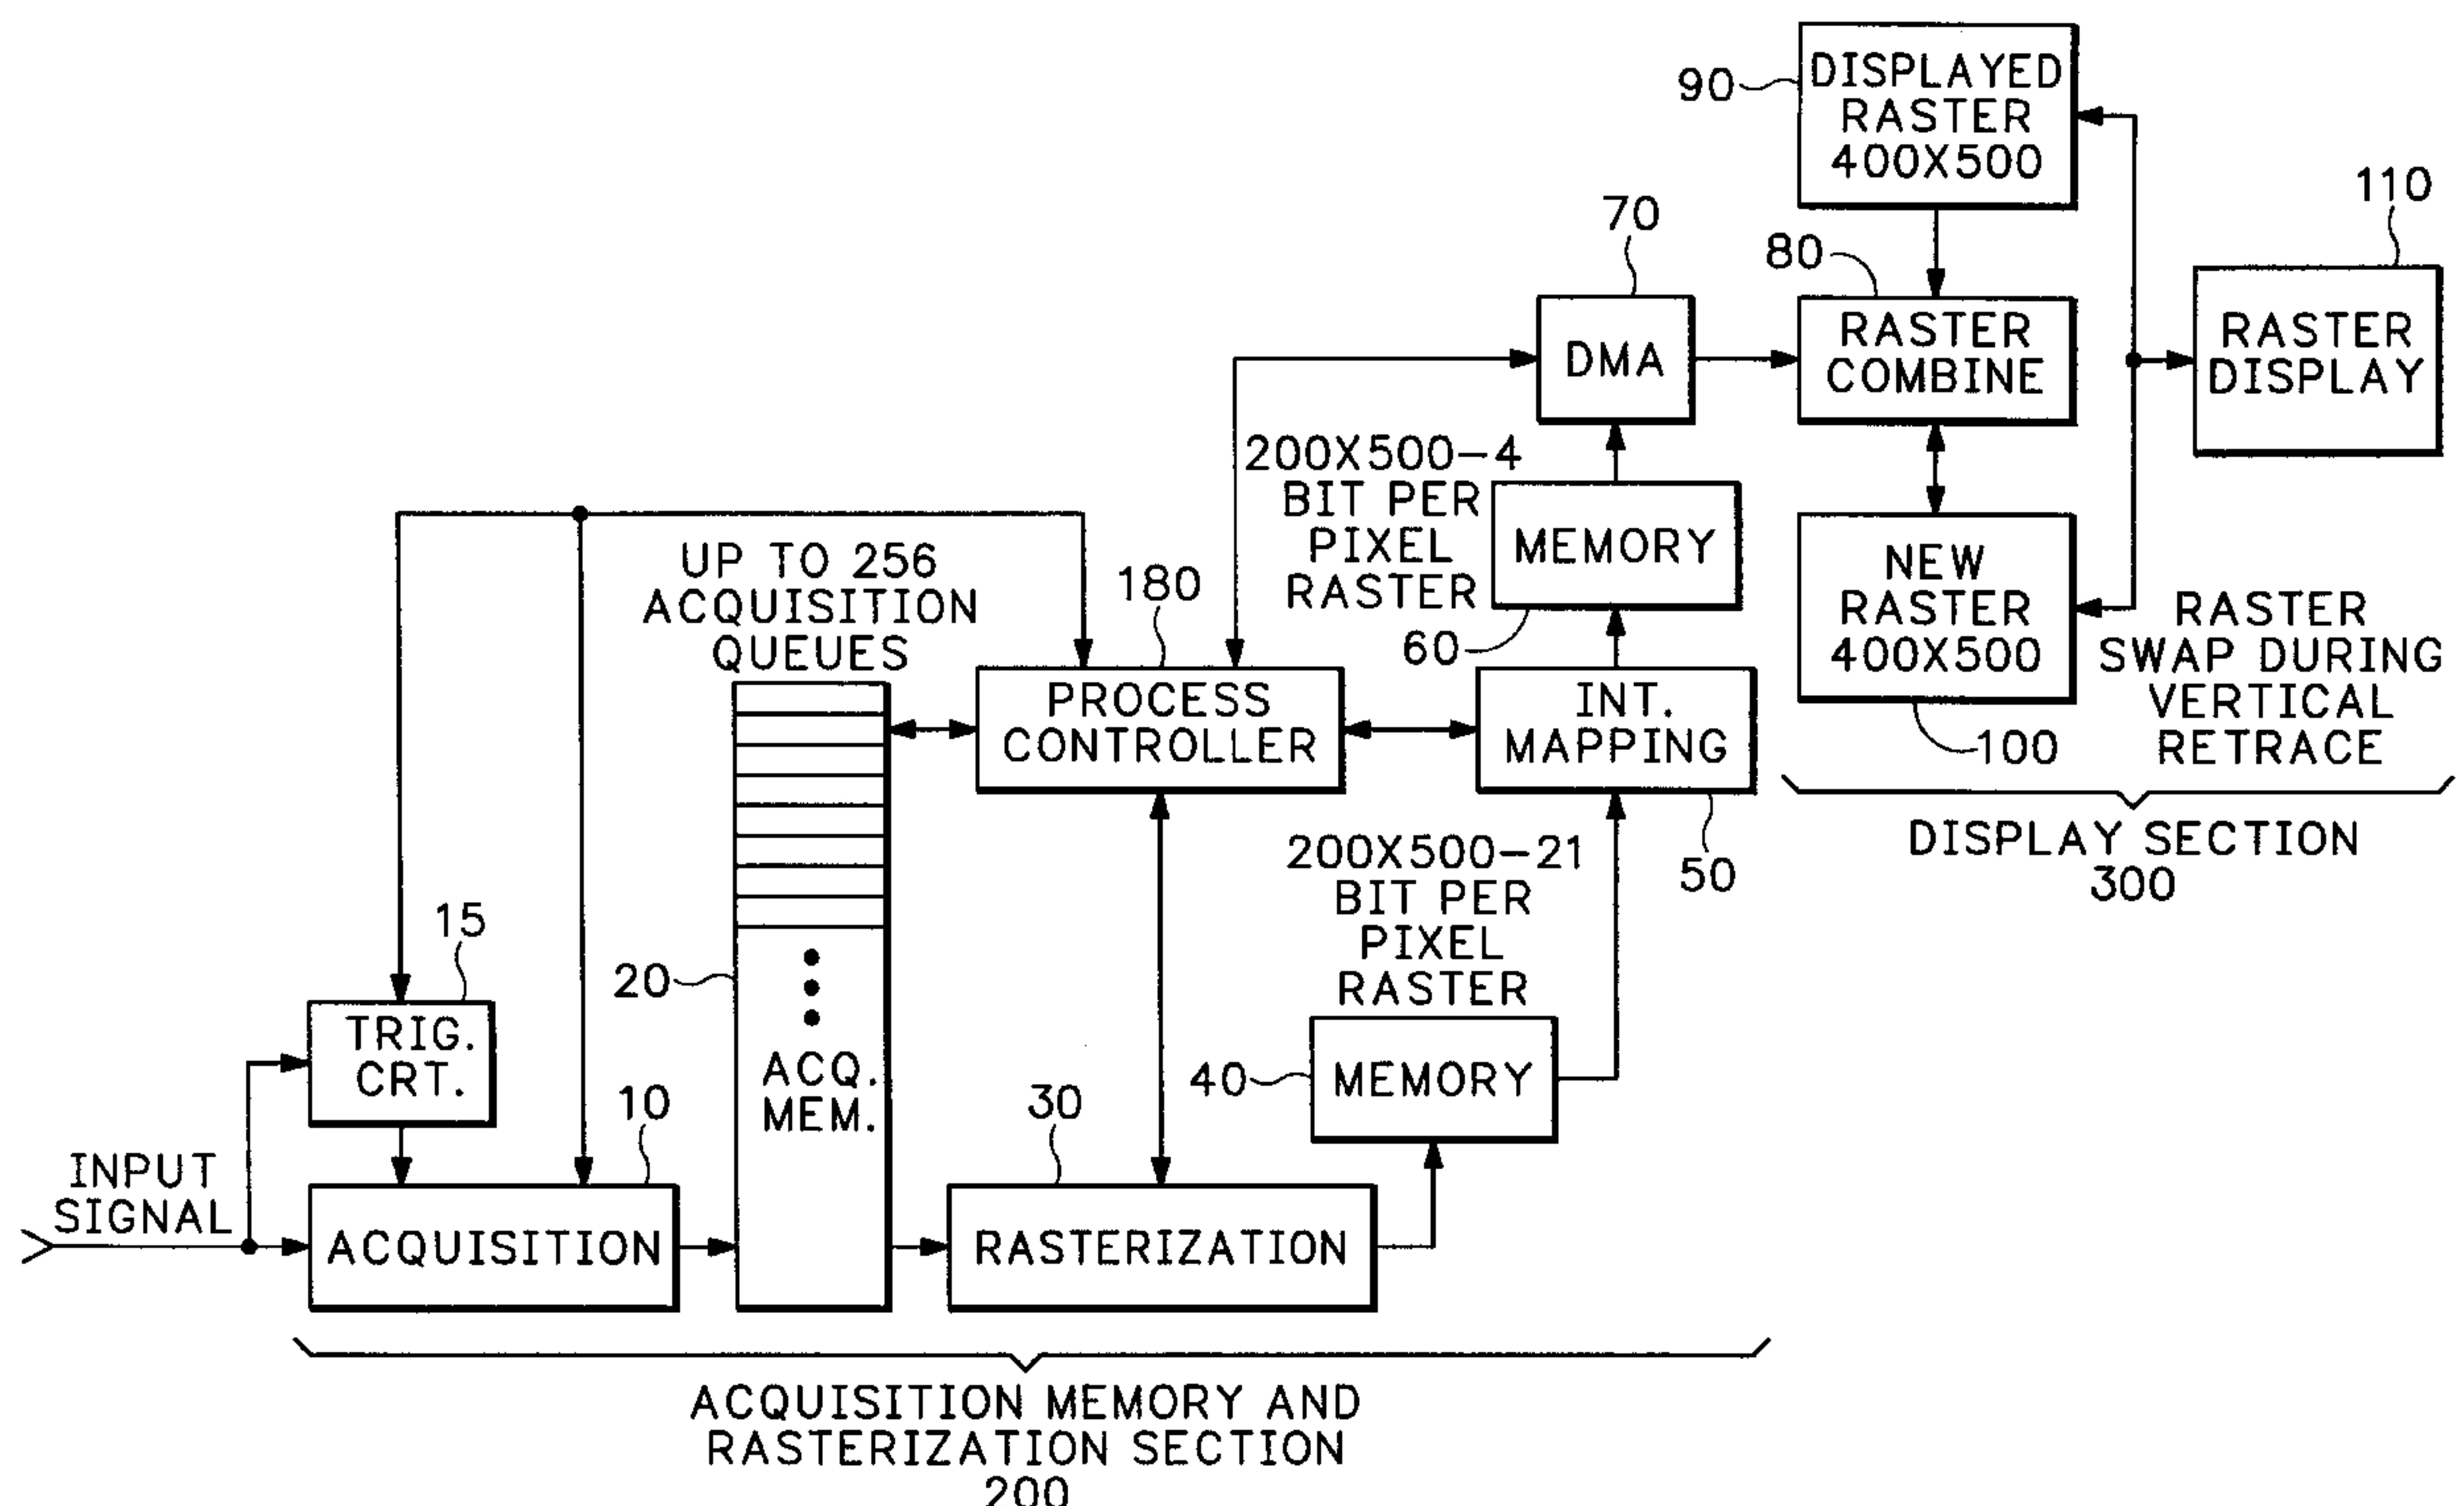 90
DISPLAYED
RASTER
400X500
110
70
80
RASTER
COMBINE
RASTER
DISPLAY
DMA
200X500-4
BIT PER
PIXEL
RASTER
MEMORY
60
NEW
RASTER
400X500
100
RASTER
SWAP DURING
VERTICAL
RETRACE
UP TO 256
ACQUISITION
QUEUES
180
PROCESS
CONTROLLER
INT.
MAPPING
50
DISPLAY SECTION
300
200X500-21
BIT PER
PIXEL
RASTER
15
20
TRIG.
CRT.
ACQ.
MEM.
40
MEMORY
10
30
INPUT
SIGNAL
ACQUISITION
RASTERIZATION
ACQUISITION MEMORY AND
RASTERIZATION SECTION
200